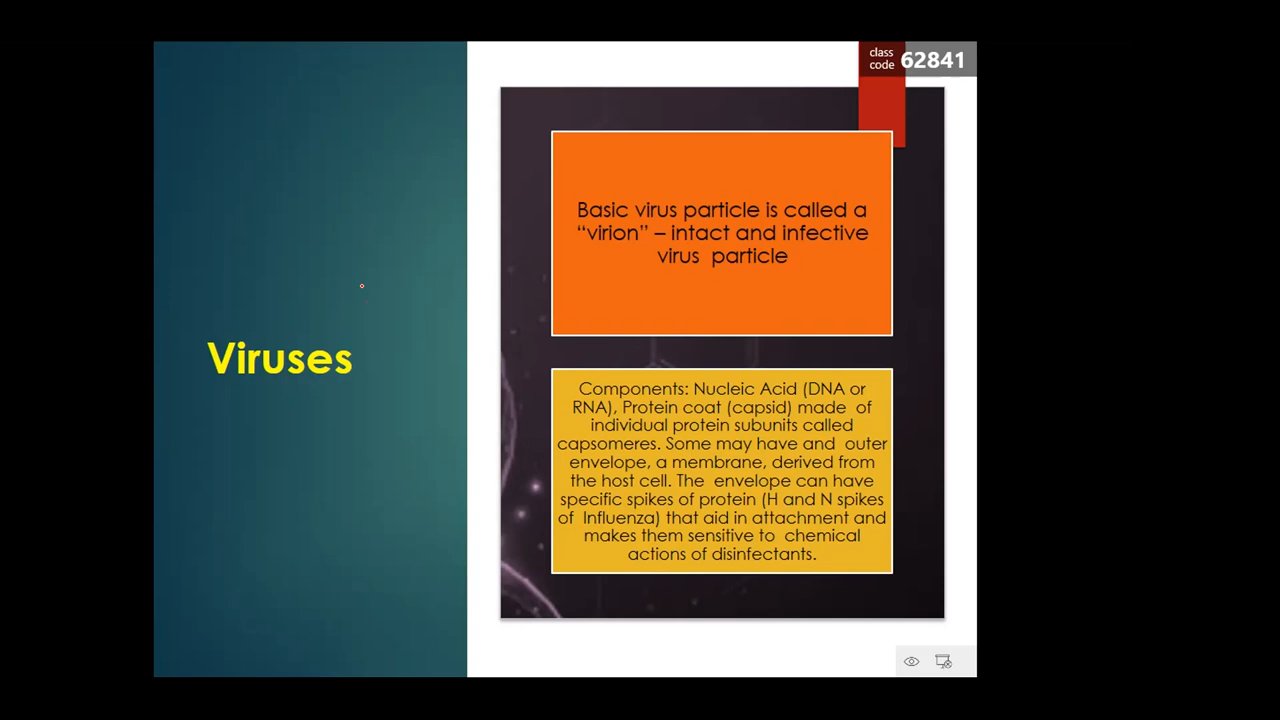 class
code 62841
Viruses
Basic virus particle is called a
“virion” – intact and infective
virus particle
Components: Nucleic Acid (DNA or
RNA), Protein coat (capsid) made of
individual protein subunits called
capsomeres. Some may have and outer
envelope, a membrane, derived from
the host cell. The envelope can have
specific spikes of protein (H and N spikes
of Influenza) that aid in attachment and
makes them sensitive to chemical
actions of disinfectants.